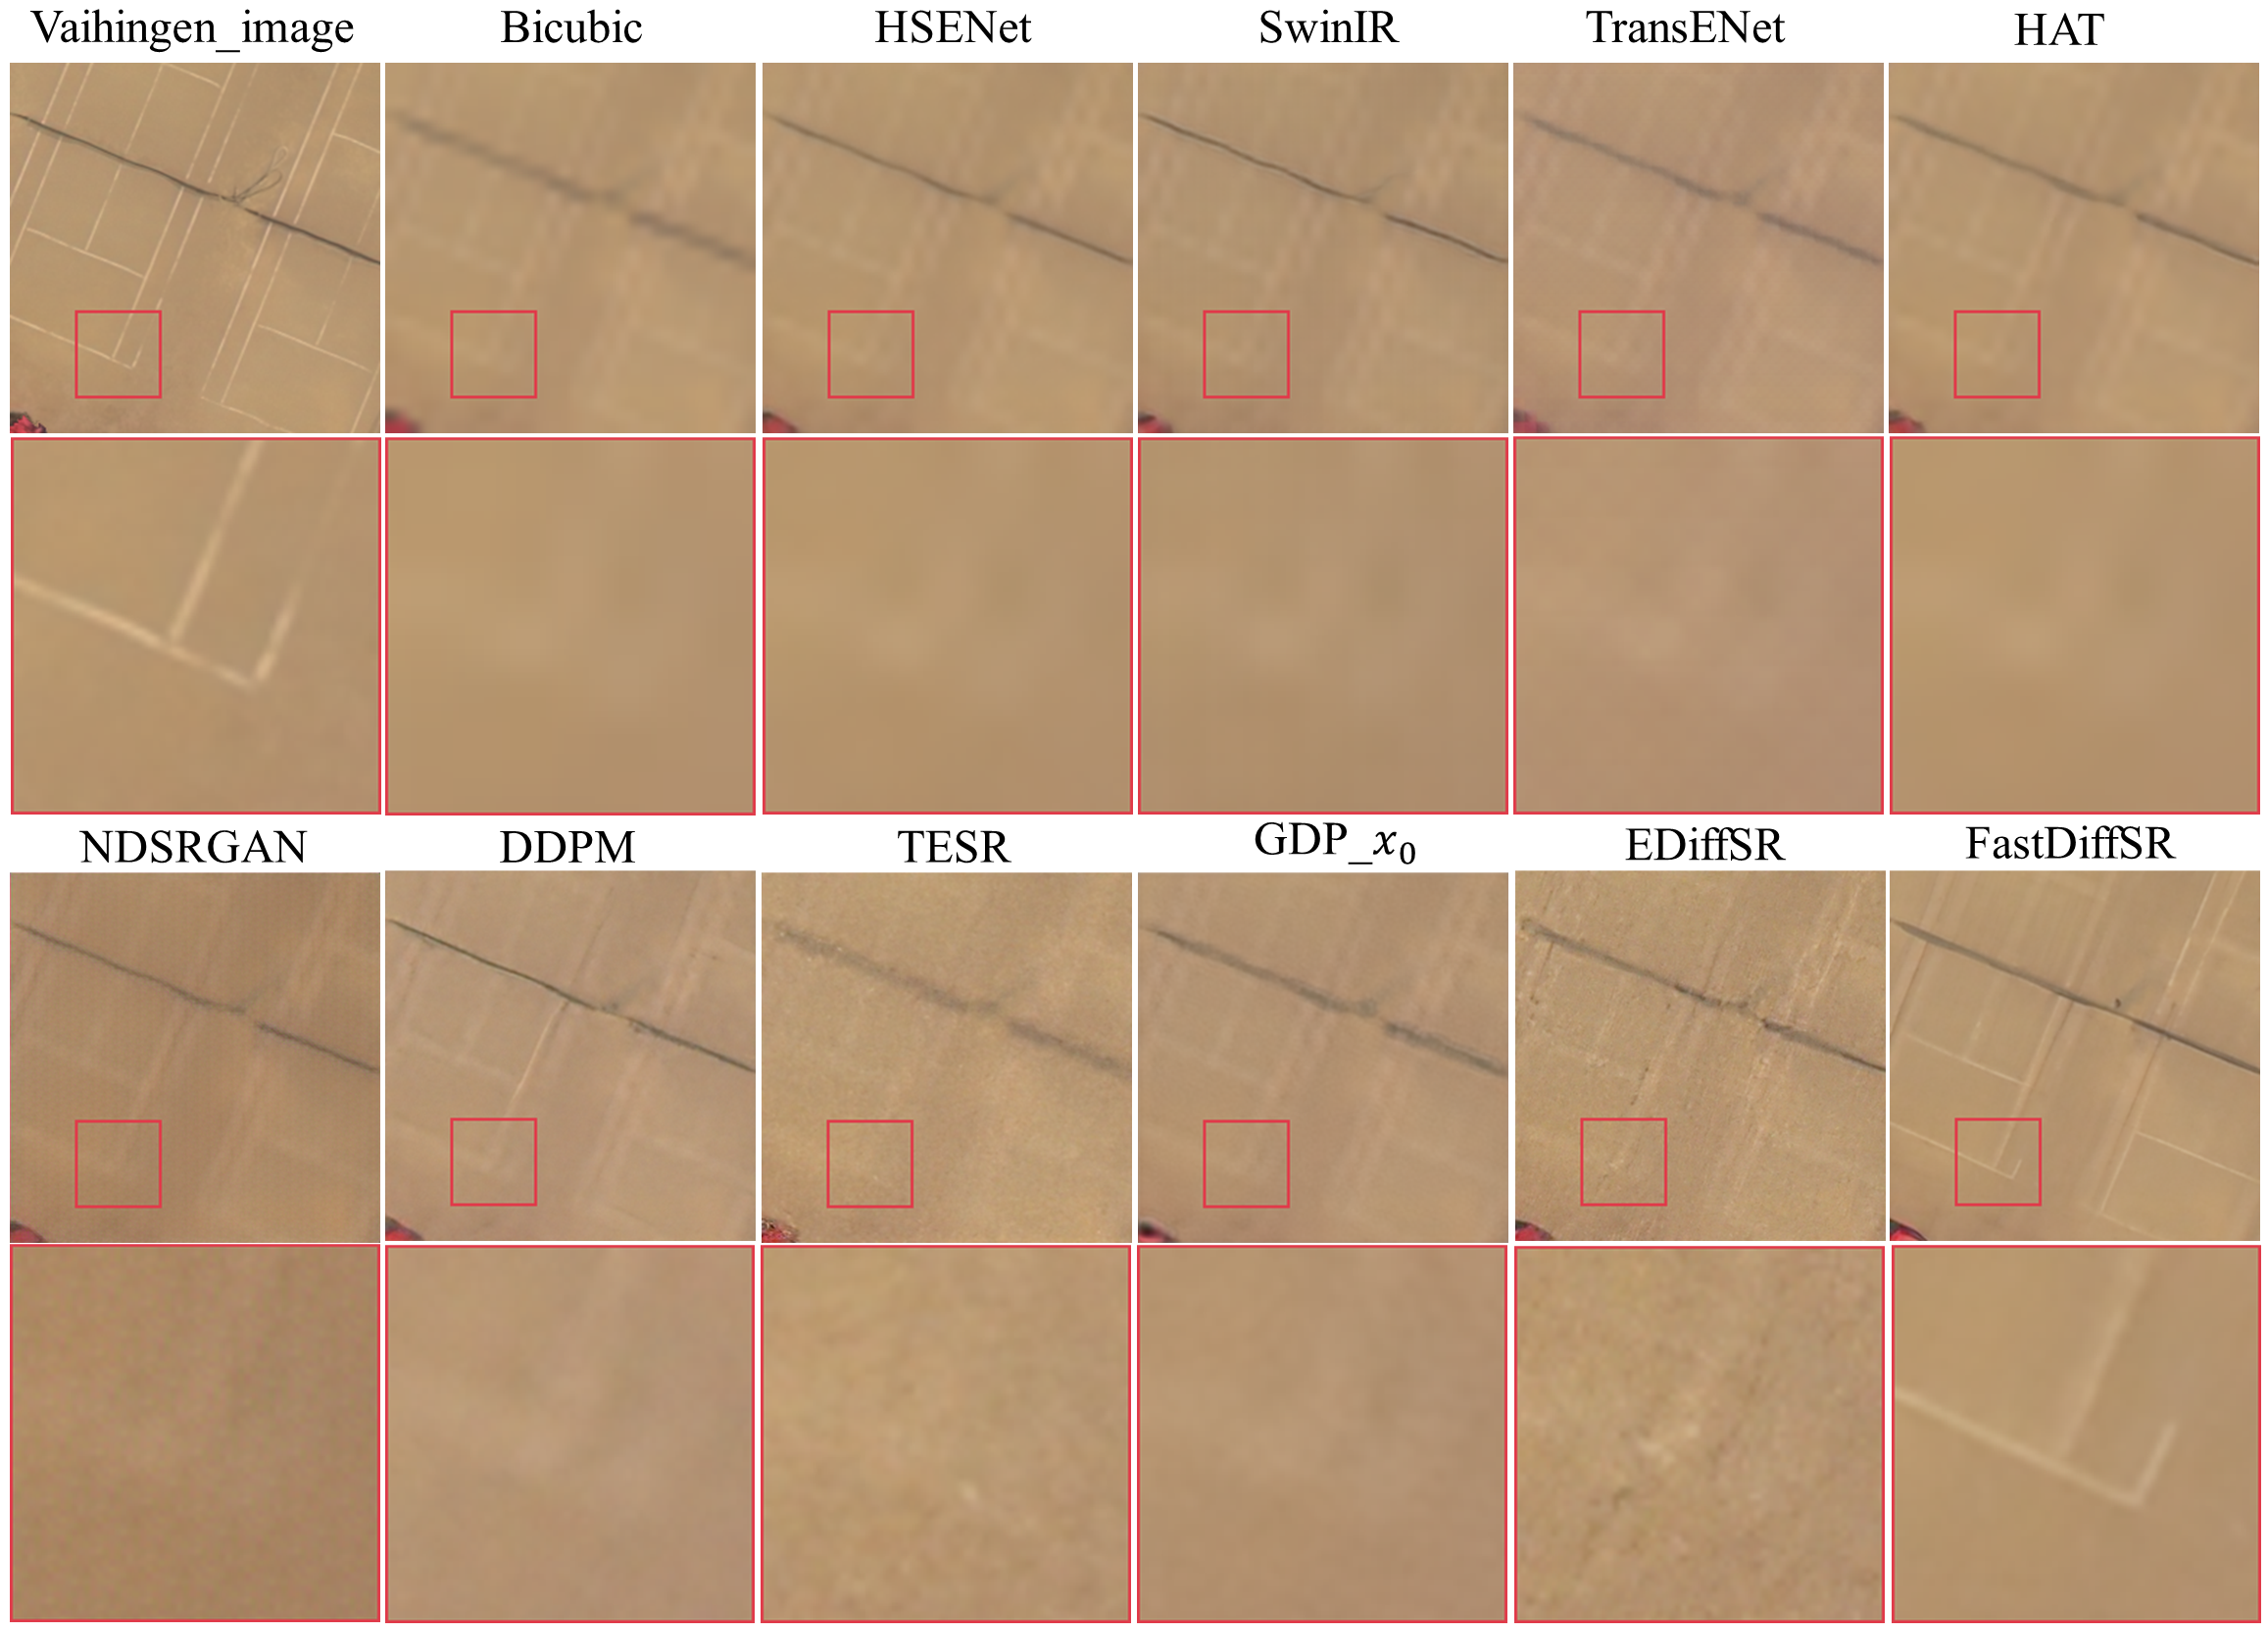 Vaihingen_image Bicubic HSENet SwinIR TransENet HAT
NDSRGAN DDPM TESR GDP_x₀ EDiffSR FastDiffSR